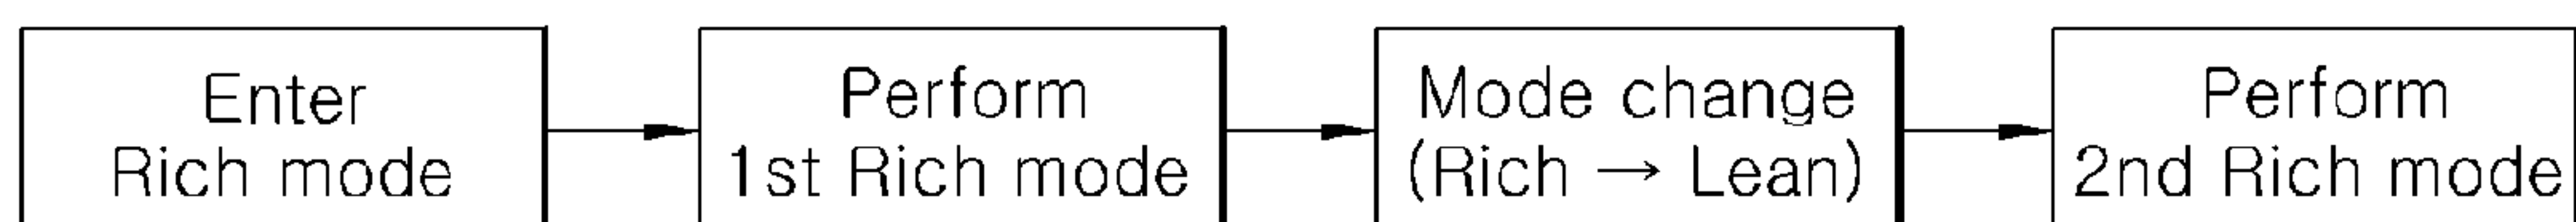 Enter
Rich mode
Perform
1st Rich mode
Mode change
(Rich → Lean)
Perform
2nd Rich mode